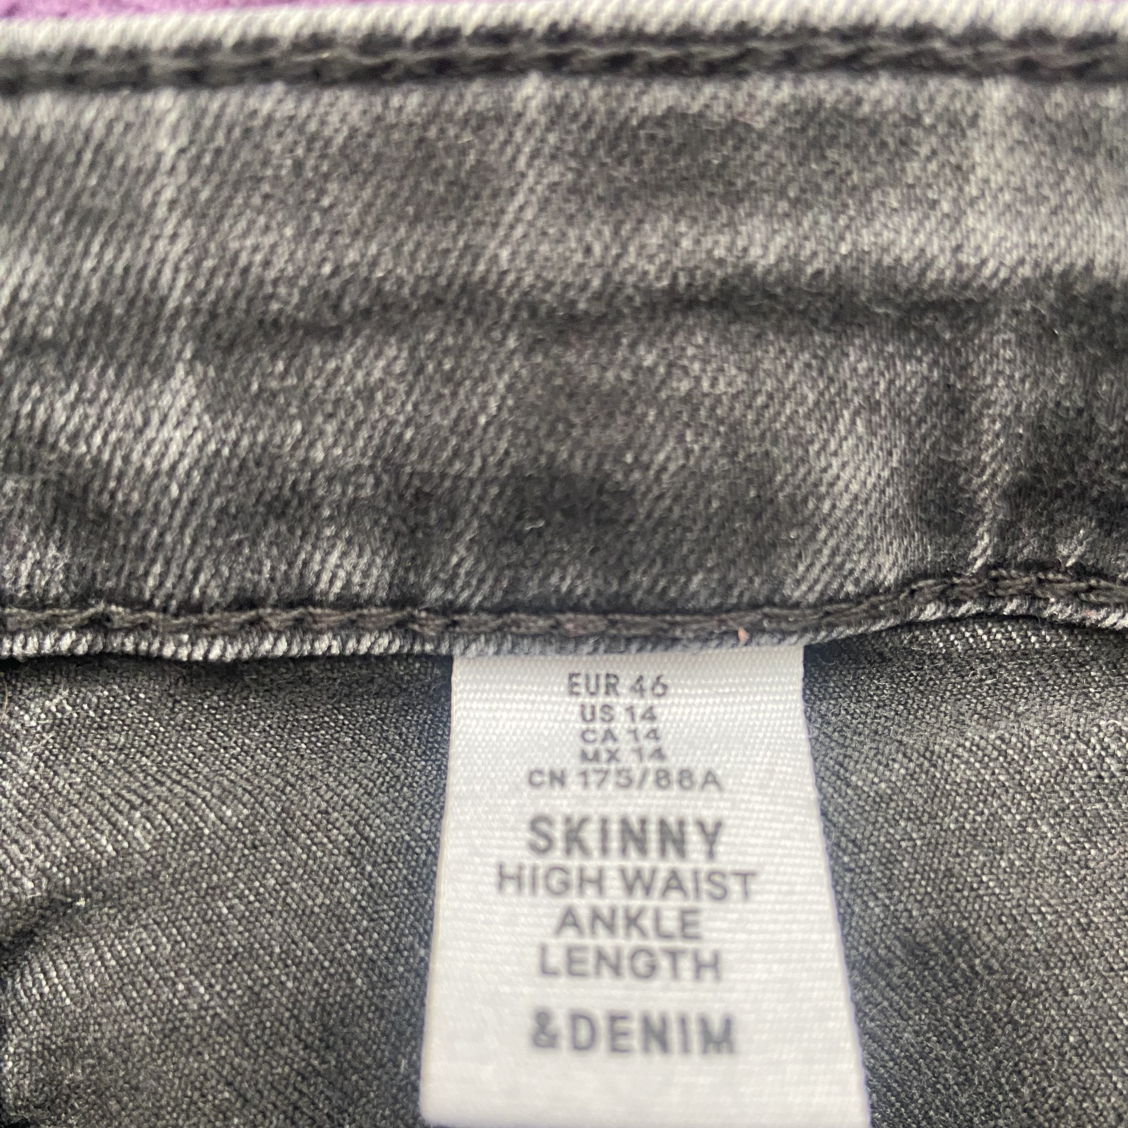 EUR 46
US 14
CA 14
MX 14
CN 175/88A
SKINNY
HIGH WAIST
ANKLE
LENGTH
&DENIM